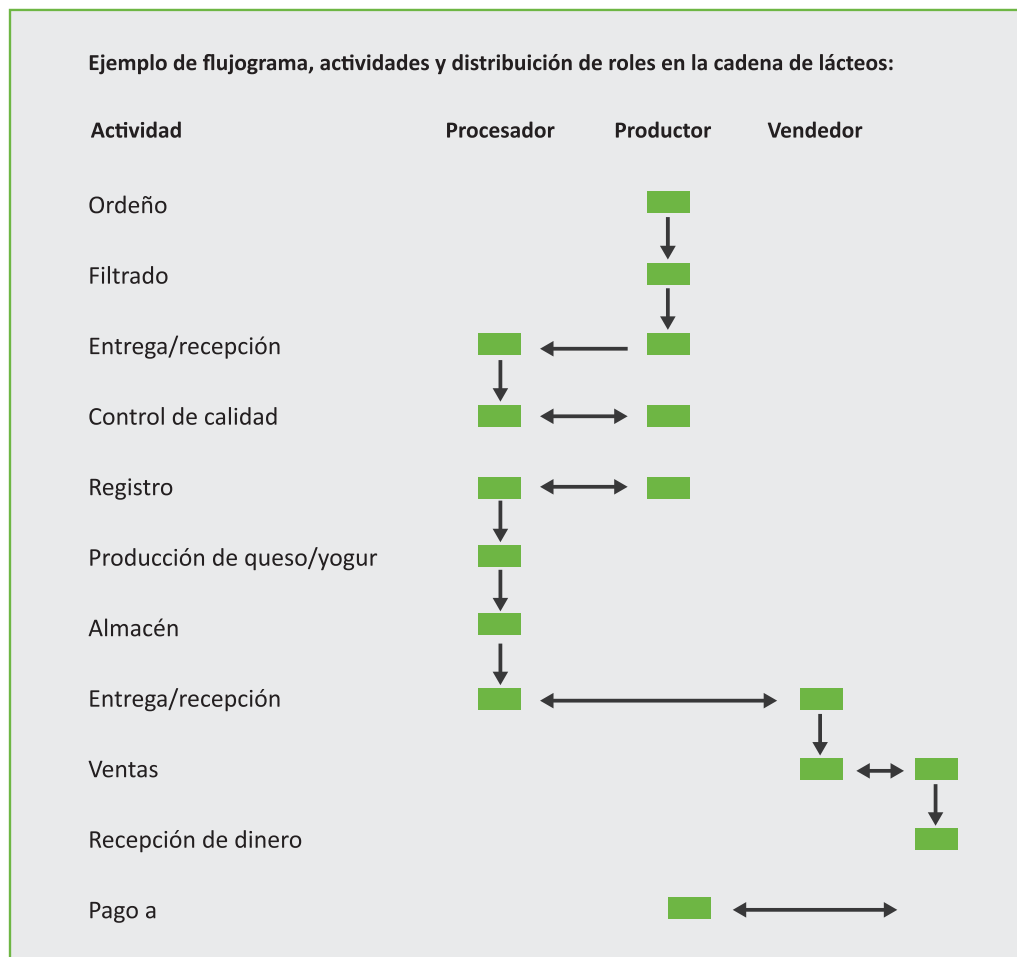 Ejemplo de flujograma, actividades y distribuición de roles en la cadena de lácteos:
Actividad Procesador Productor Vendedor
Ordeño
Filtrado
Entrega/recepción
Control de calidad
Registro
Producción de queso/yogur
Almacén
Entrega/recepción
Ventas
Recepción de dinero
Pago a